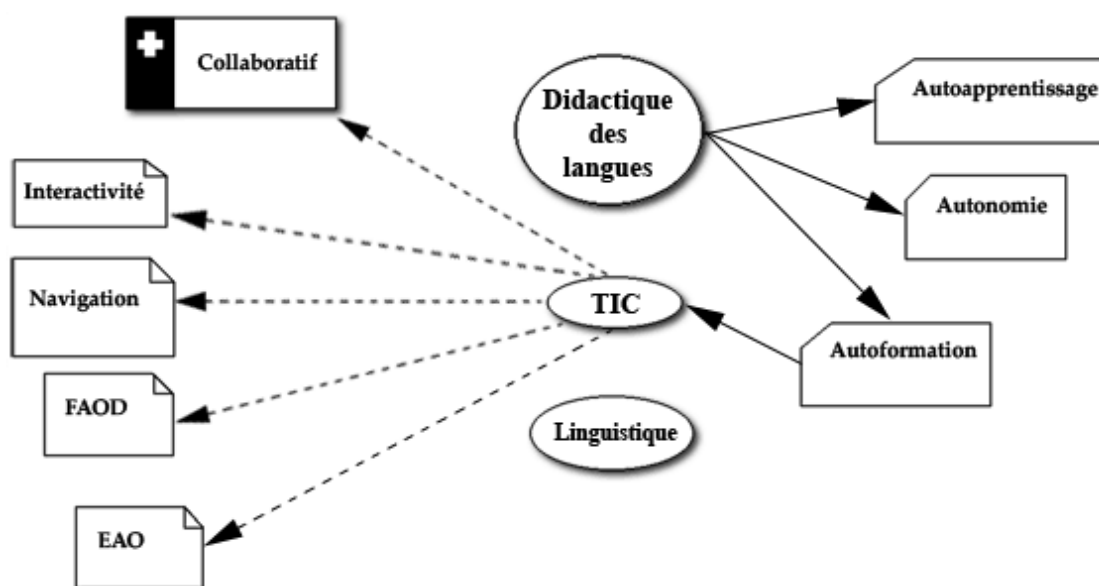 Collaboratif
Didactique
des
langues
Autoapprentissage
Interactivité
Autonomie
Navigation
TIC
Autoformation
FAOD
Linguistique
EAO